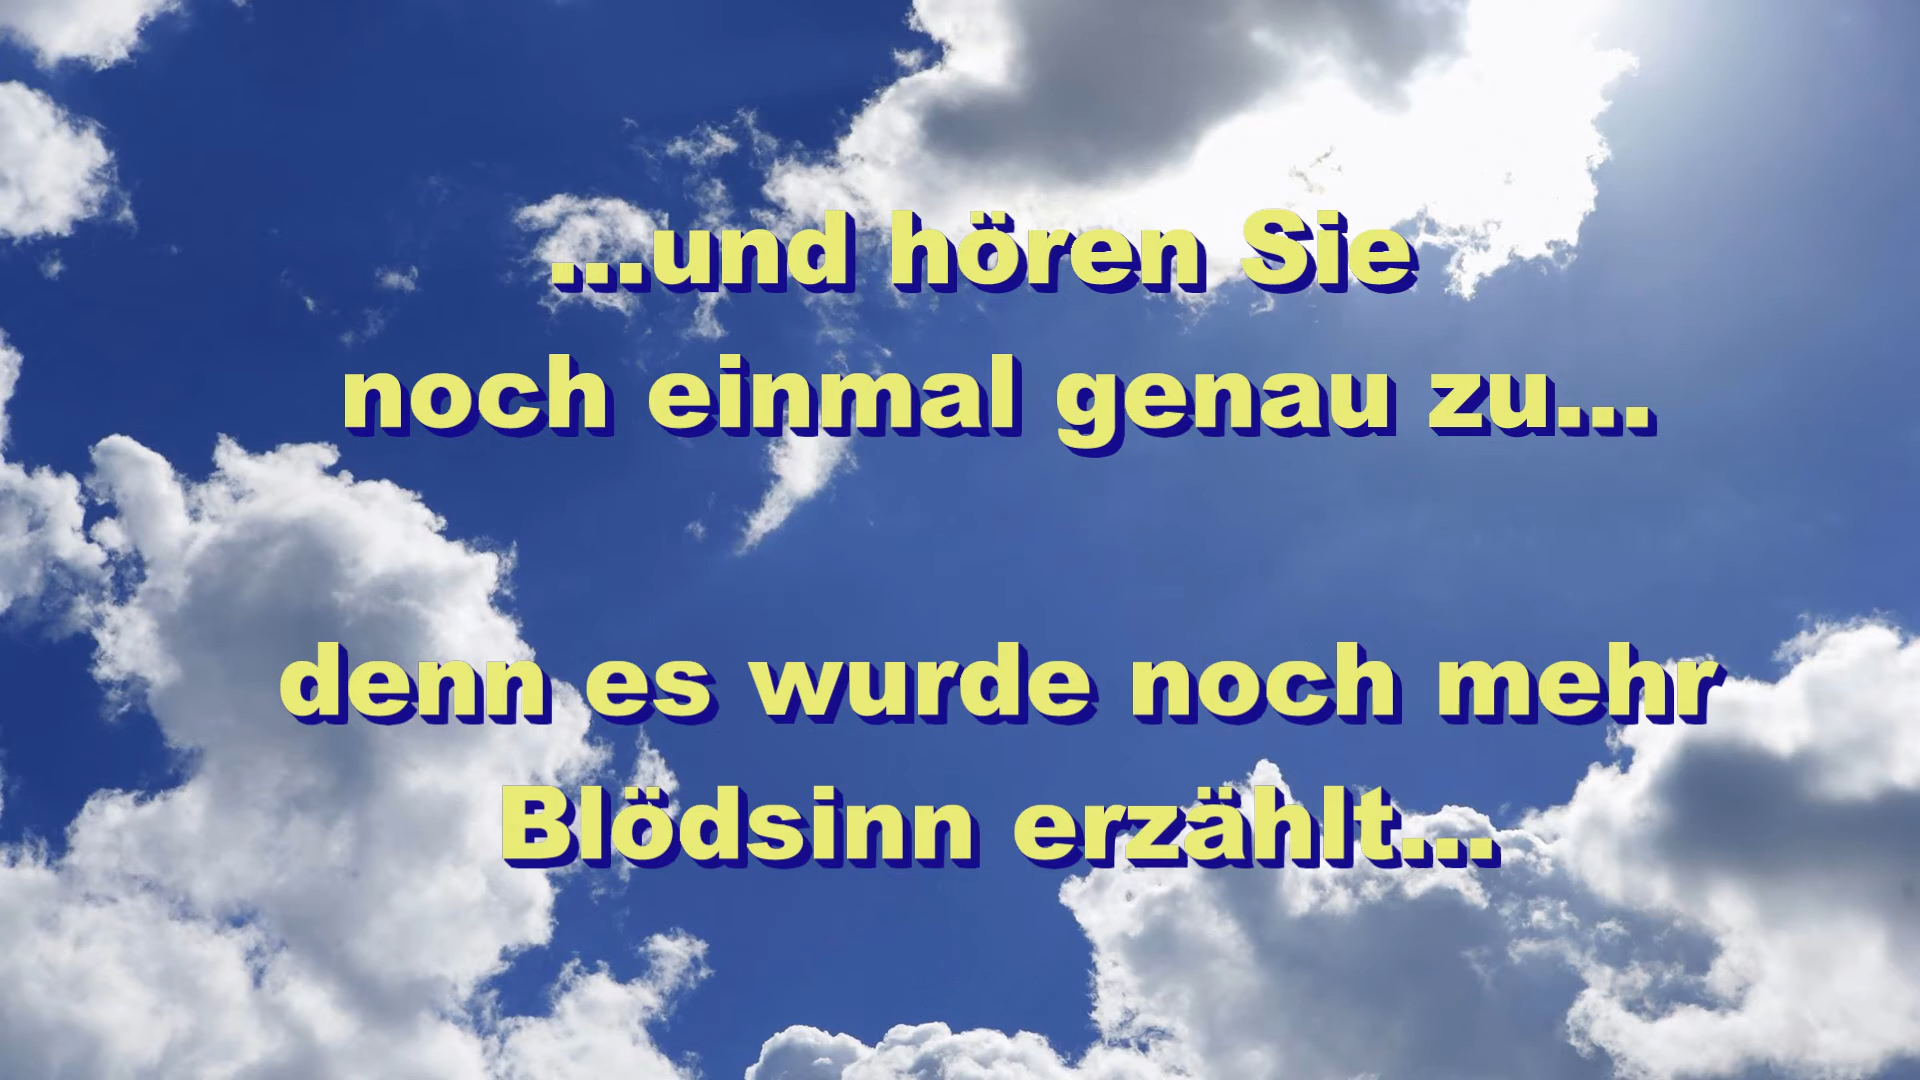 ...und hören Sie
noch einmal genau zu...
denn es wurde noch mehr
Blödsinn erzählt...